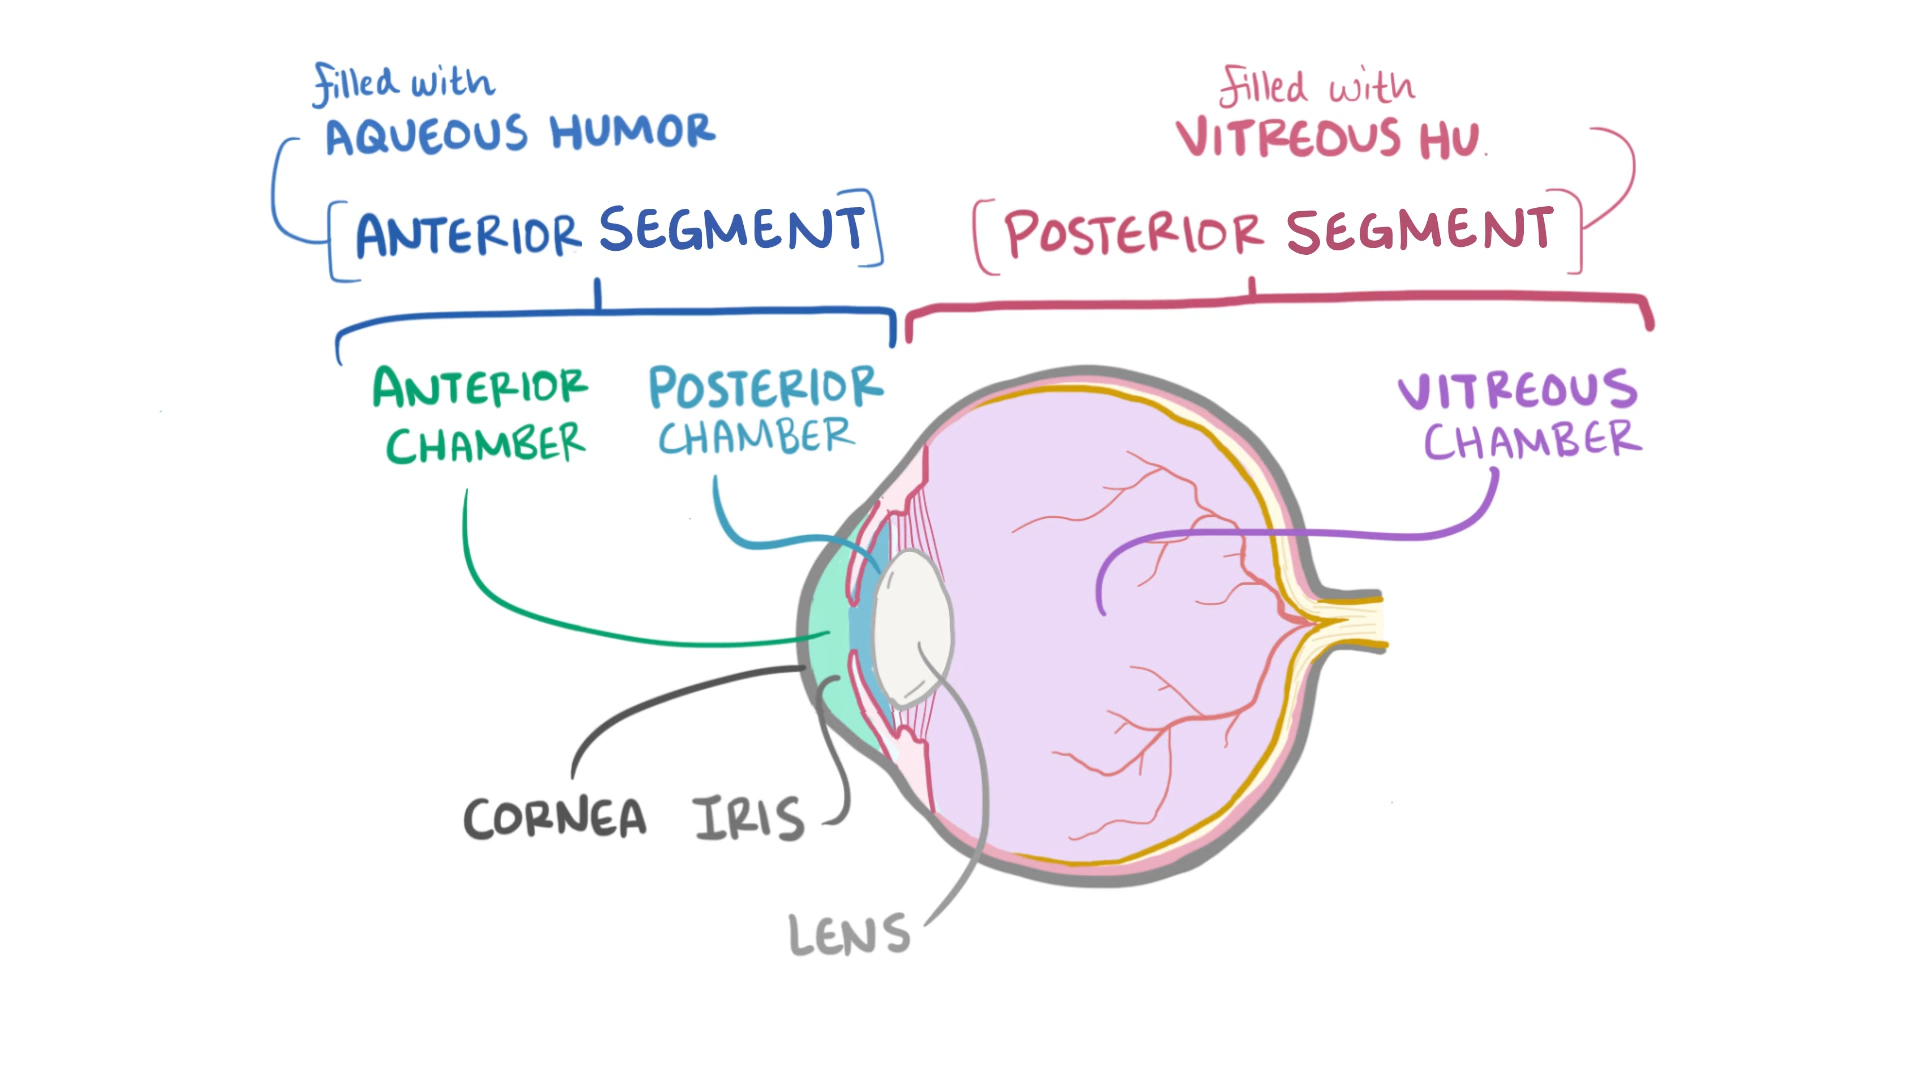 filled with
AQUEOUS HUMOR
[ANTERIOR SEGMENT]
filled with
VITREOUS HU.
[POSTERIOR SEGMENT]
ANTERIOR
CHAMBER
POSTERIOR
CHAMBER
VITREOUS
CHAMBER
CORNEA
IRIS
LENS